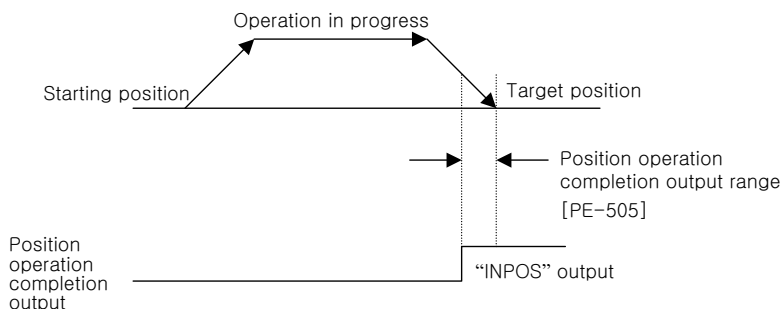 Operation in progress
Starting position
Target position
Position operation
completion output range
[PE-505]
Position
operation
completion
output
“INPOS” output